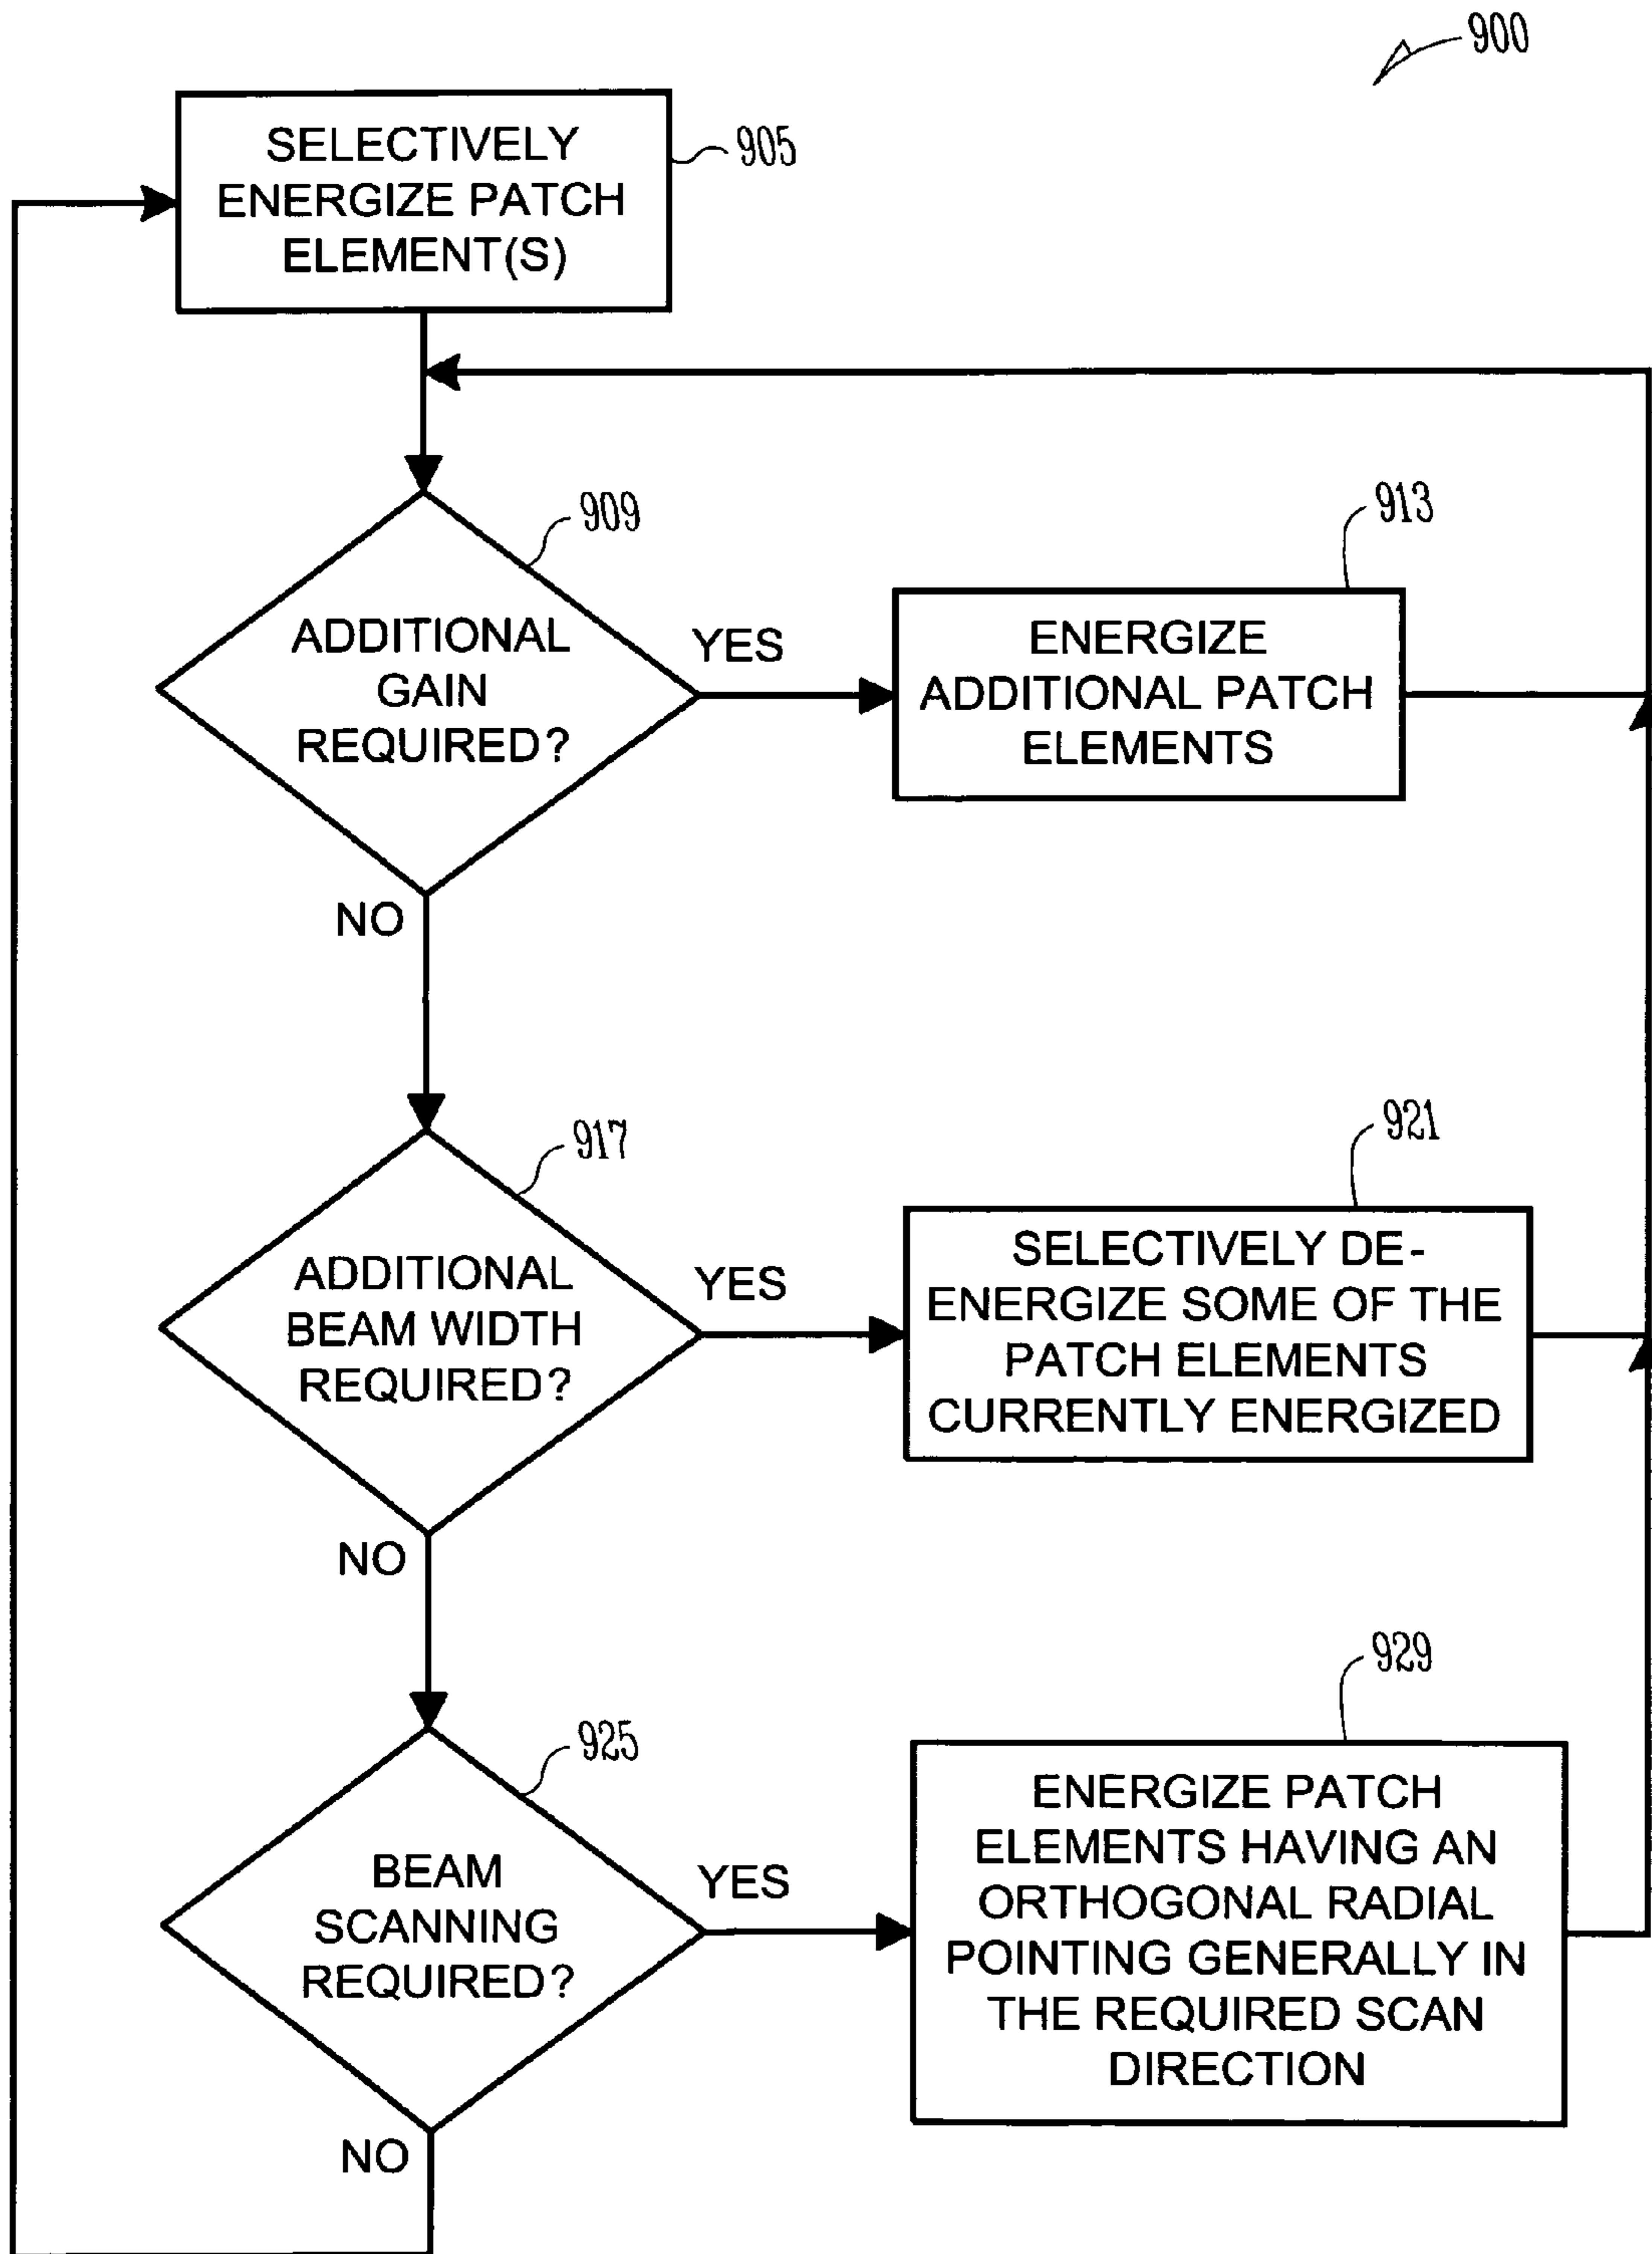 900
SELECTIVELY
ENERGIZE PATCH
ELEMENT(S)
905
909
ADDITIONAL
GAIN
REQUIRED?
YES
NO
913
ENERGIZE
ADDITIONAL PATCH
ELEMENTS
917
ADDITIONAL
BEAM WIDTH
REQUIRED?
YES
NO
921
SELECTIVELY DE-
ENERGIZE SOME OF THE
PATCH ELEMENTS
CURRENTLY ENERGIZED
925
BEAM
SCANNING
REQUIRED?
YES
NO
929
ENERGIZE PATCH
ELEMENTS HAVING AN
ORTHOGONAL RADIAL
POINTING GENERALLY IN
THE REQUIRED SCAN
DIRECTION